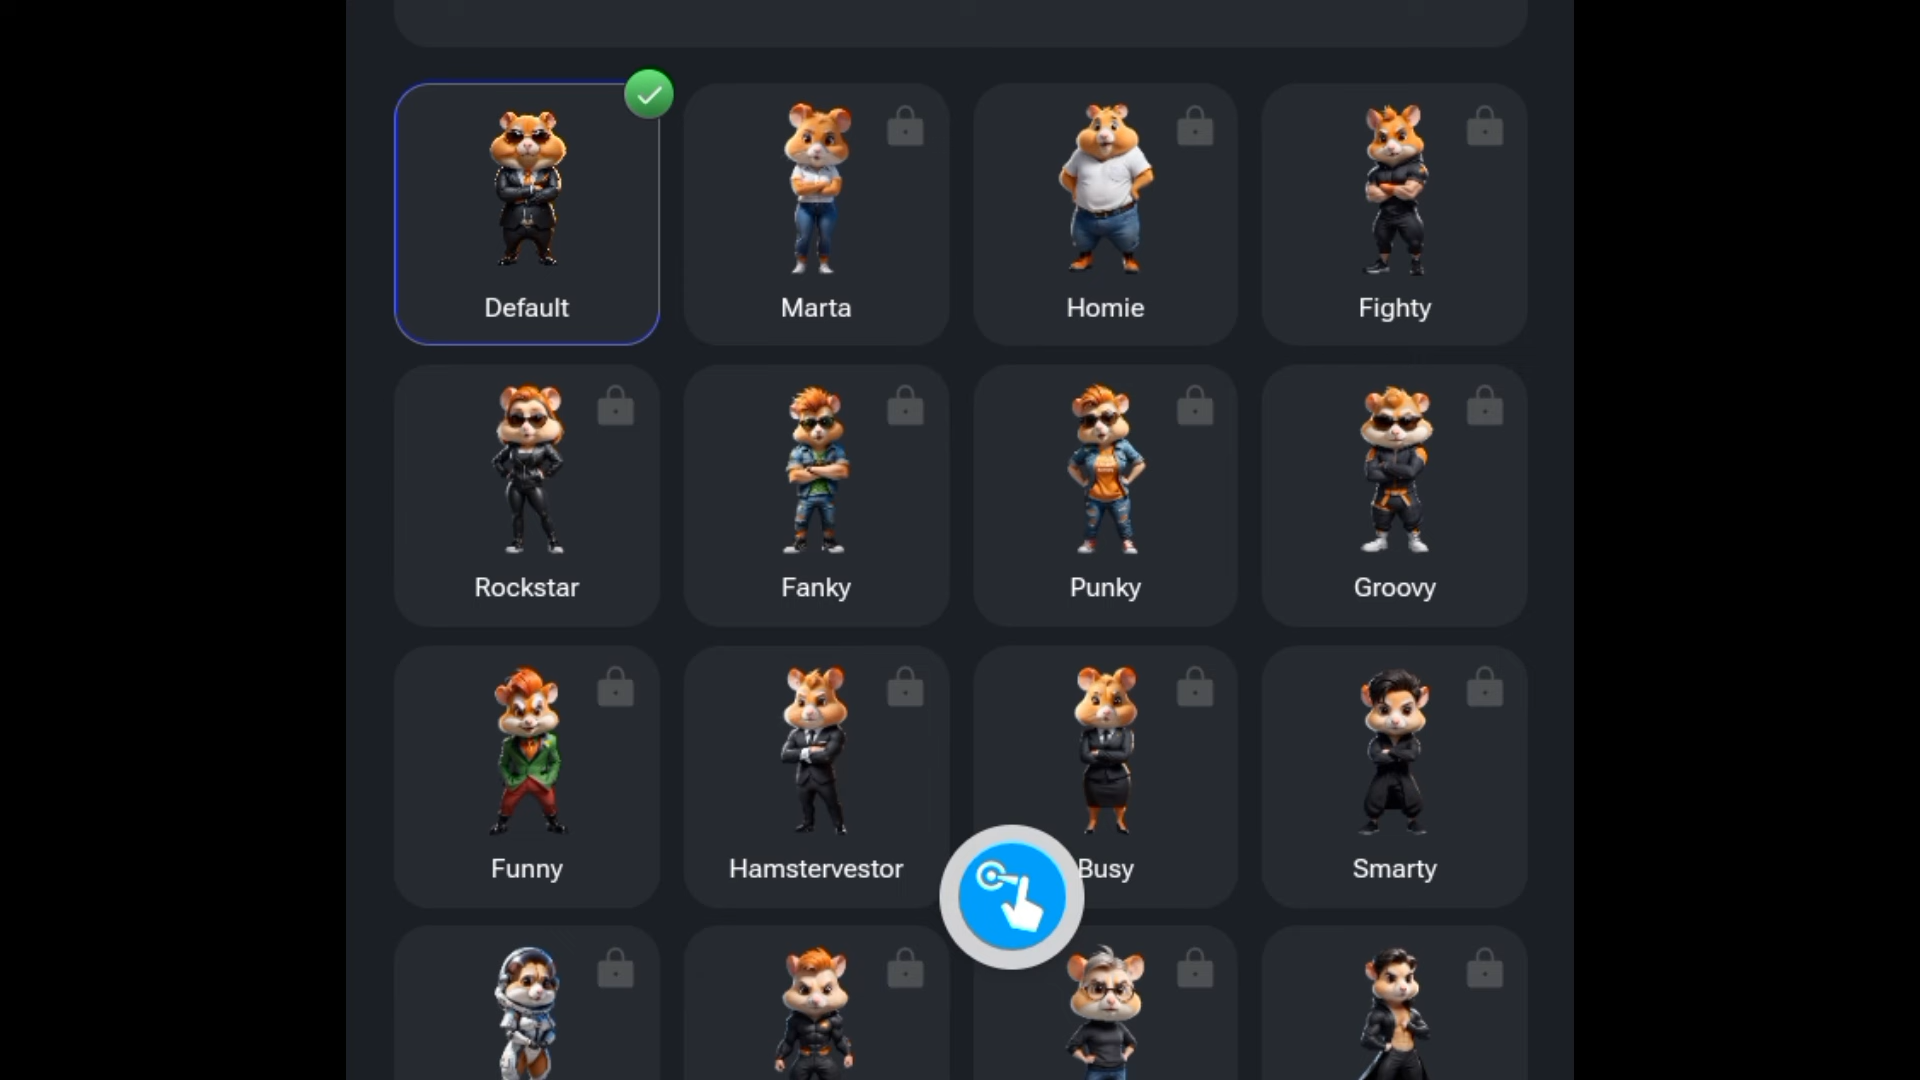 Default
Marta
Homie
Fighty
Rockstar
Fanky
Punky
Groovy
Funny
Hamstervestor
Busy
Smarty